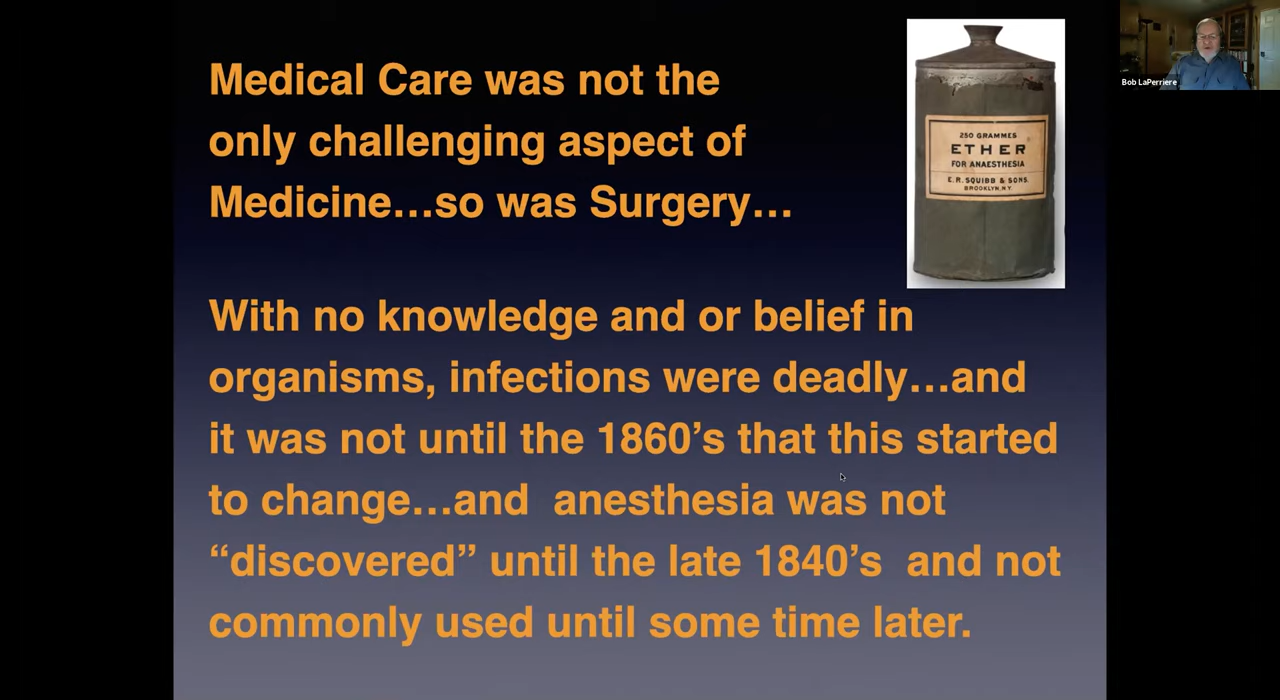 Medical Care was not the
only challenging aspect of
Medicine…so was Surgery…
250 GRAMMES
ETHER
FOR ANAESTHESIA
E. R. SQUIBB & SONS.
BROOKLYN, N.Y.
Bob LaPerriere
With no knowledge and or belief in
organisms, infections were deadly…and
it was not until the 1860’s that this started
to change…and anesthesia was not
“discovered” until the late 1840’s and not
commonly used until some time later.